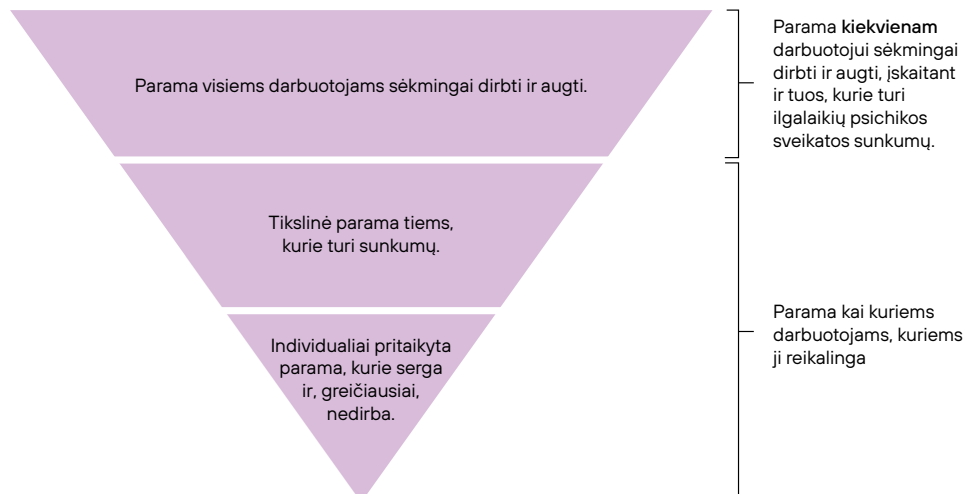 Parama visiems darbuotojams sėkmingai dirbti ir augti.
Parama kiekvienam
darbuotojui sėkmingai
dirbti ir augti, įskaitant
ir tuos, kurie turi
ilgalaikių psichikos
sveikatos sunkumų.
Tikslinė parama tiems,
kurie turi sunkumų.
Individualiai pritaikyta
parama, kurie serga
ir, greičiausiai,
nedirba.
Parama kai kuriems
darbuotojams, kuriems
ji reikalinga